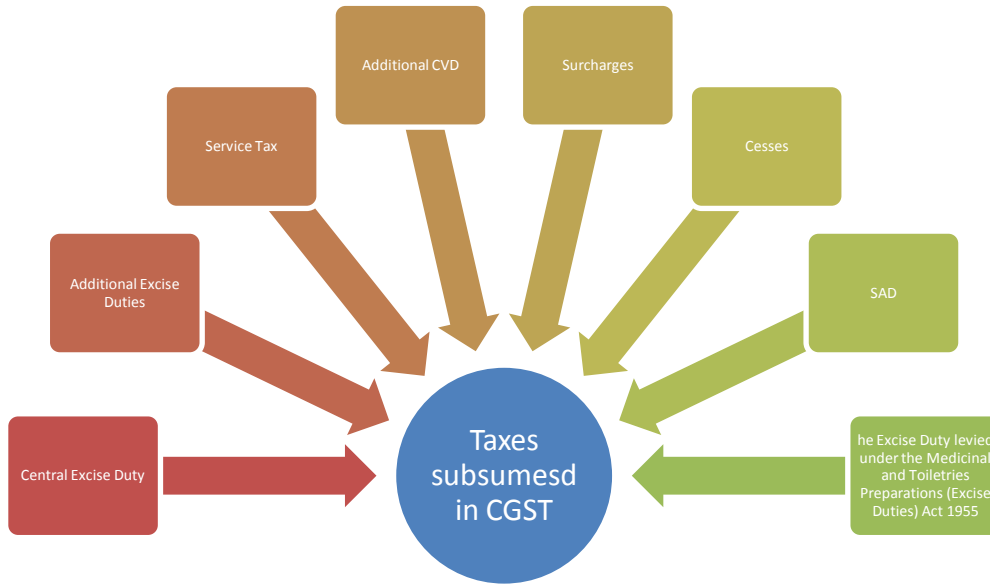 Additional CVD
Surcharges
Service Tax
Cesses
Additional Excise
Duties
SAD
Central Excise Duty
Taxes
subsumesd
in CGST
he Excise Duty levied
under the Medicinal
and Toiletries
Preparations (Excise
Duties) Act 1955